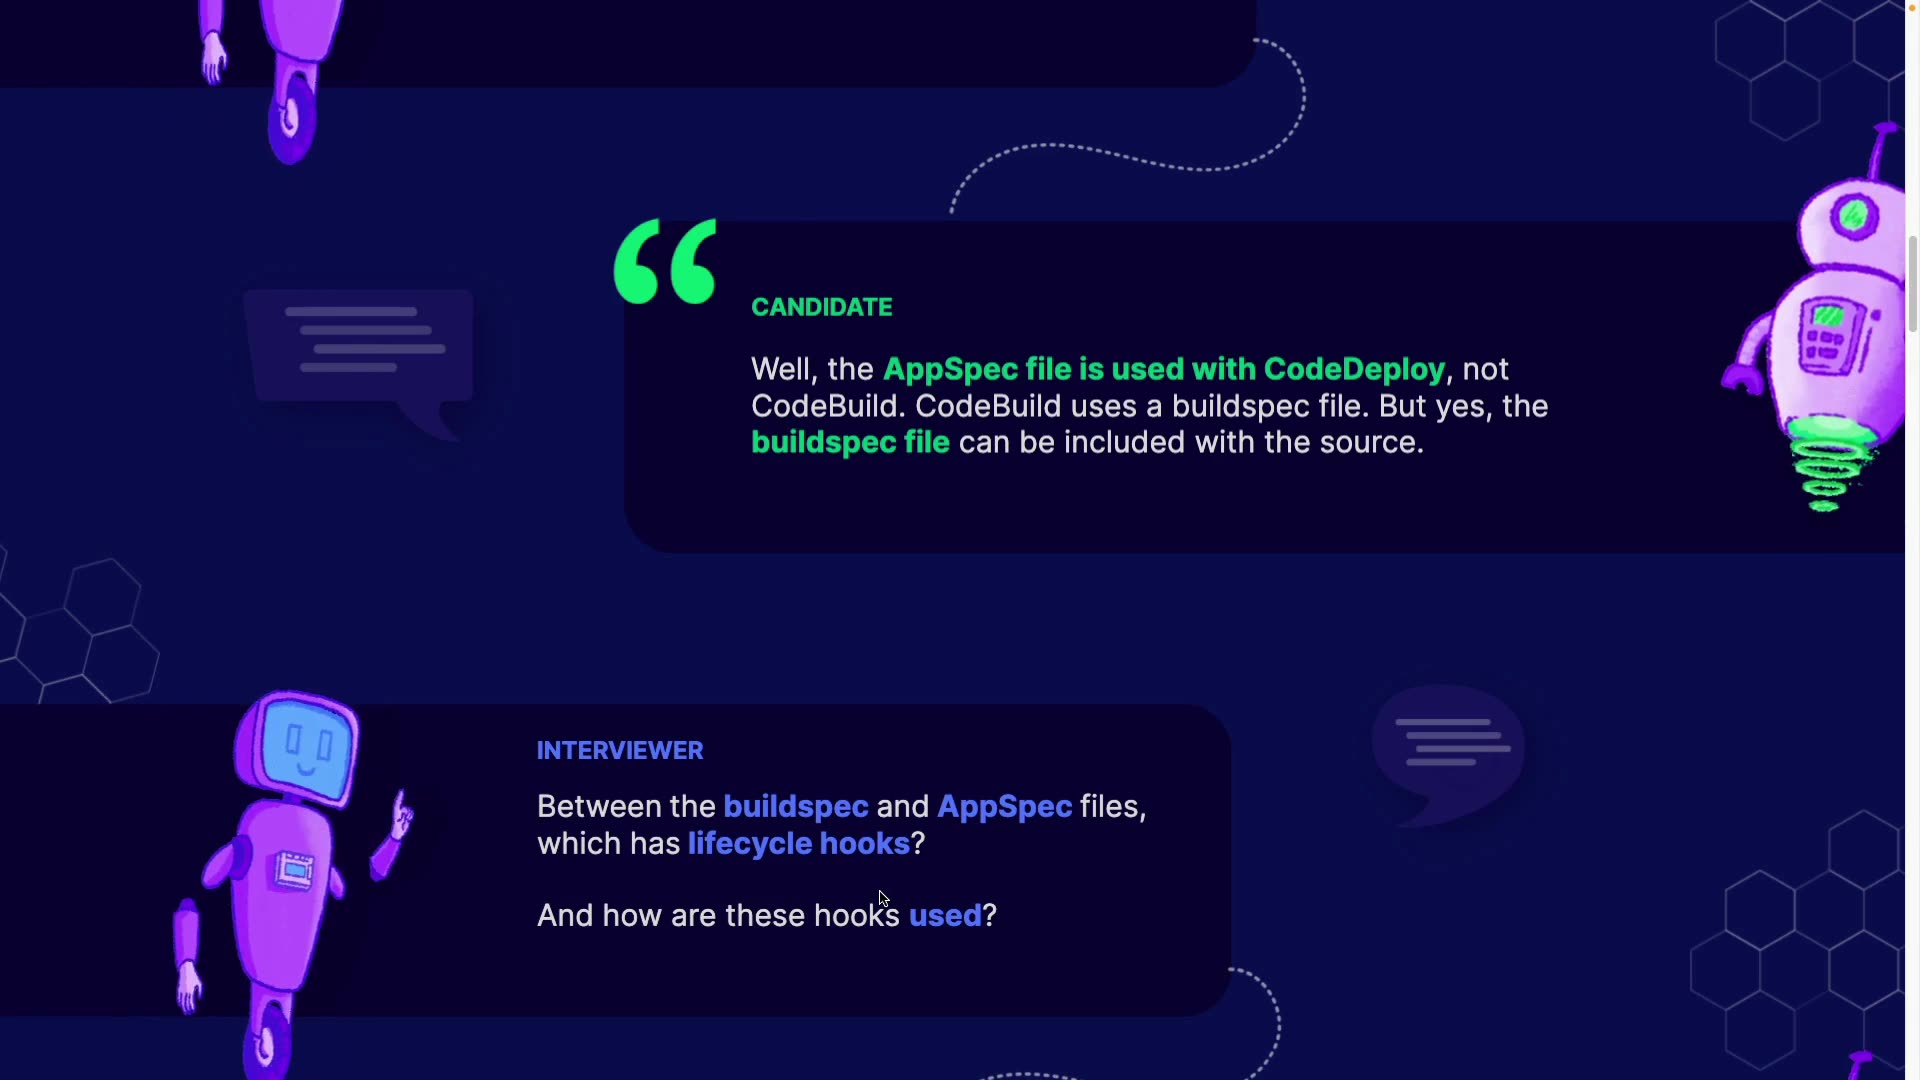 CANDIDATE
Well, the AppSpec file is used with CodeDeploy, not
CodeBuild. CodeBuild uses a buildspec file. But yes, the
buildspec file can be included with the source.
INTERVIEWER
Between the buildspec and AppSpec files,
which has lifecycle hooks?
And how are these hooks used?